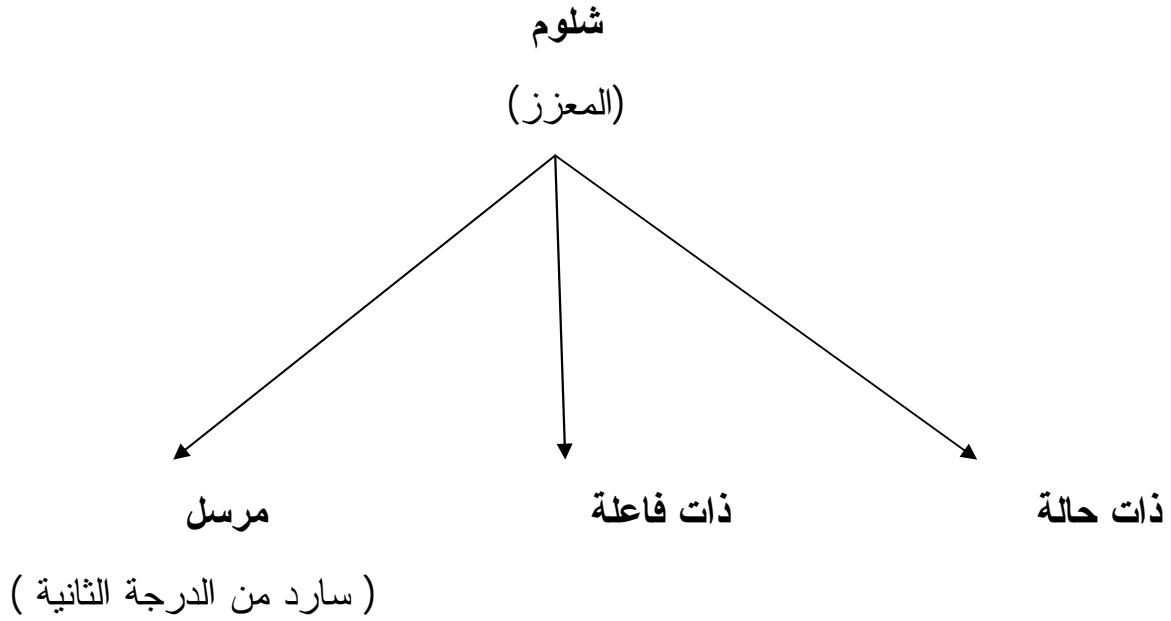 شلوم
(المعزز)
ذات حالة
ذات فاعلة
مرسل
( سارد من الدرجة الثانية )